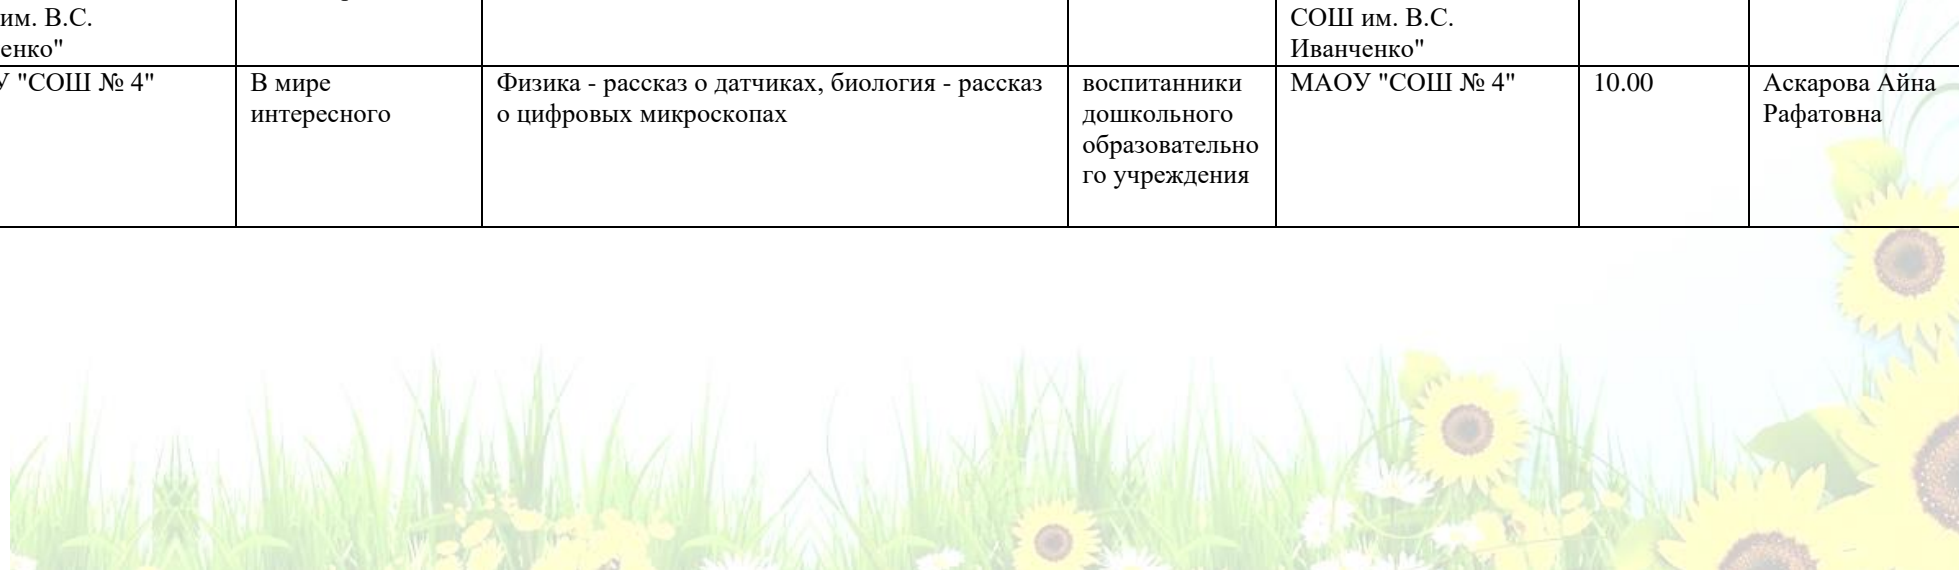 им. В.С.
енко"
СОШ им. В.С.
Иванченко"
У "СОШ № 4"
В мире
интересного
Физика - рассказ о датчиках, биология - рассказ
о цифровых микроскопах
воспитанники
дошкольного
образовательно
го учреждения
МАОУ "СОШ № 4"
10.00
Аскарова Айна
Рафатовна